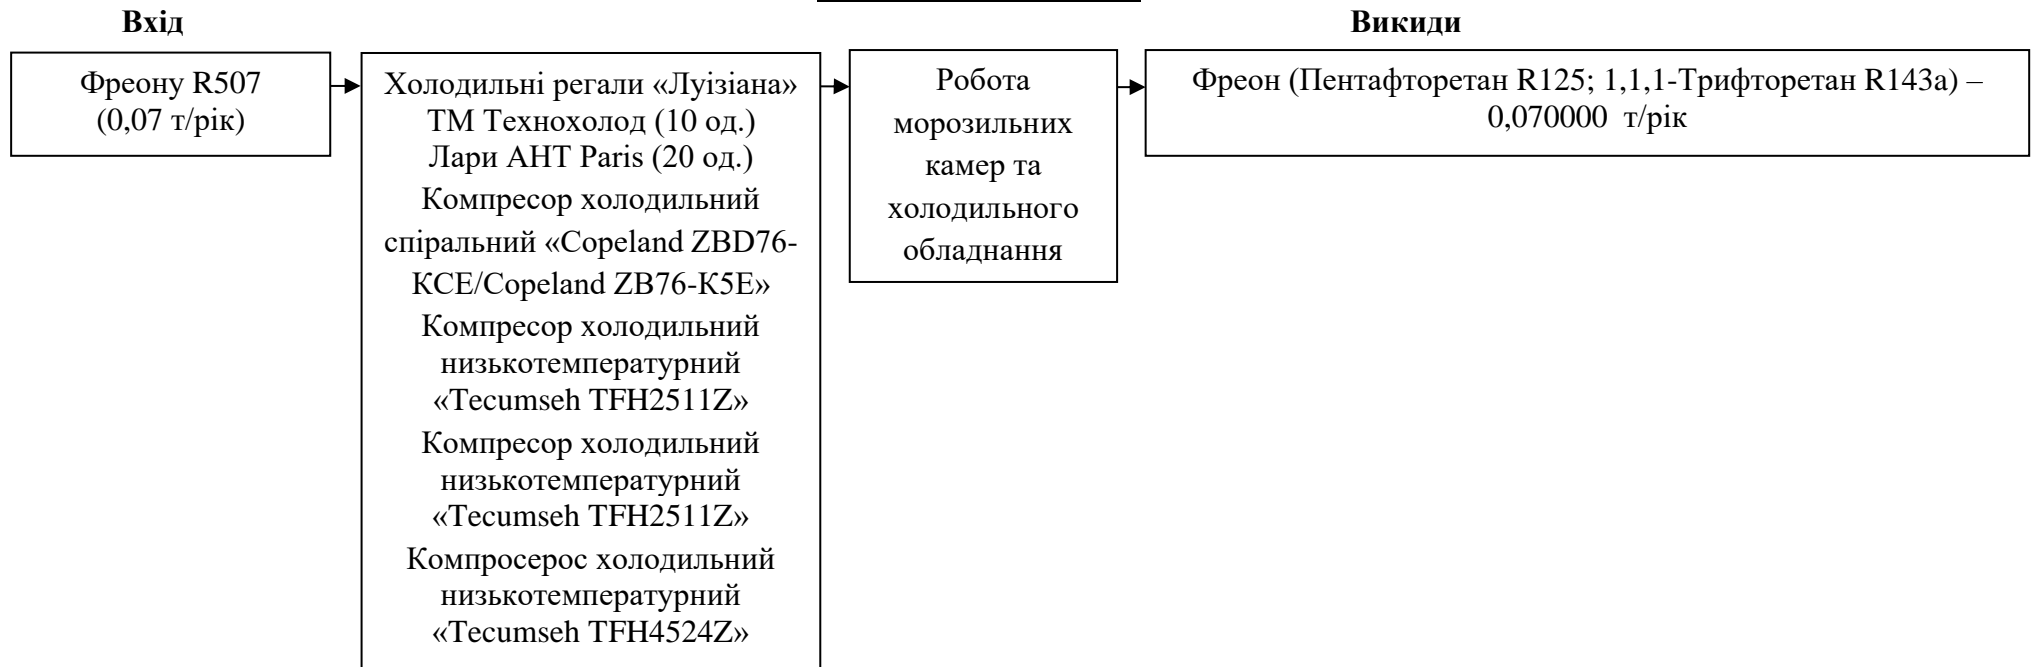 Вхід
Викиди
Фреону R507
(0,07 т/рік)
Холодильні регали «Луізіана»
ТМ Технохолод (10 од.)
Лари AHT Paris (20 од.)
Компресор холодильний
спіральний «Copeland ZBD76-
КСЕ/Copeland ZB76-К5Е»
Компресор холодильний
низькотемпературний
«Tecumseh TFH2511Z»
Компресор холодильний
низькотемпературний
«Tecumseh TFH2511Z»
Компросерос холодильний
низькотемпературний
«Tecumseh TFH4524Z»
Робота
морозильних
камер та
холодильного
обладнання
Фреон (Пентафторетан R125; 1,1,1-Трифторетан R143a) –
0,070000 т/рік